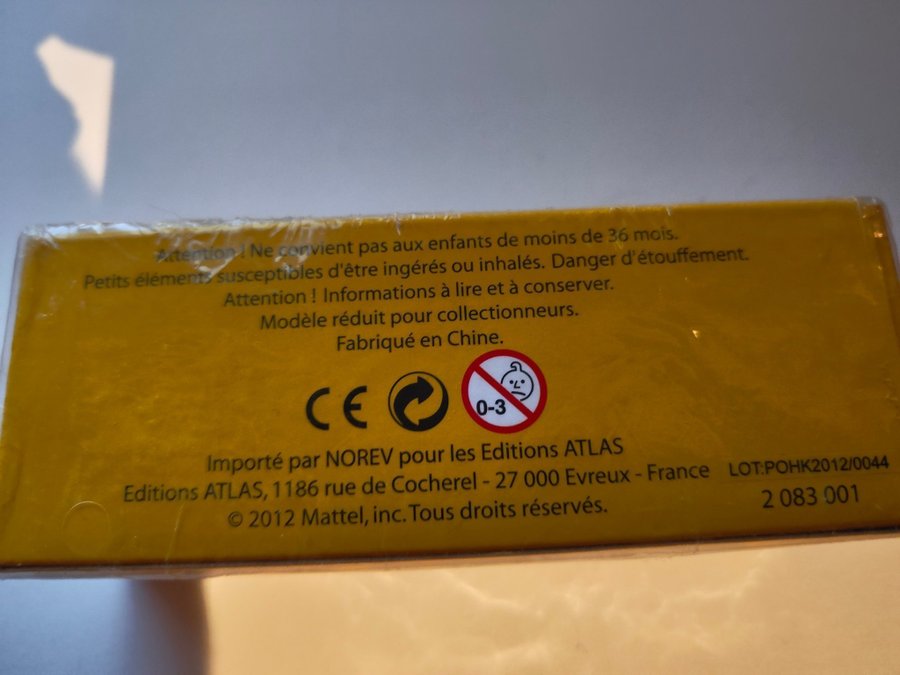 Attention ! Ne convient pas aux enfants de moins de 36 mois.
Petits éléments susceptibles d'être ingérés ou inhalés. Danger d'étouffement.
Attention ! Informations à lire et à conserver.
Modèle réduit pour collectionneurs.
Fabriqué en Chine.
CE
0-3
Importé par NOREV pour les Editions ATLAS
Editions ATLAS, 1186 rue de Cocherel - 27 000 Evreux - France
LOT:POHK2012/0044
© 2012 Mattel, inc. Tous droits réservés.
2 083 001